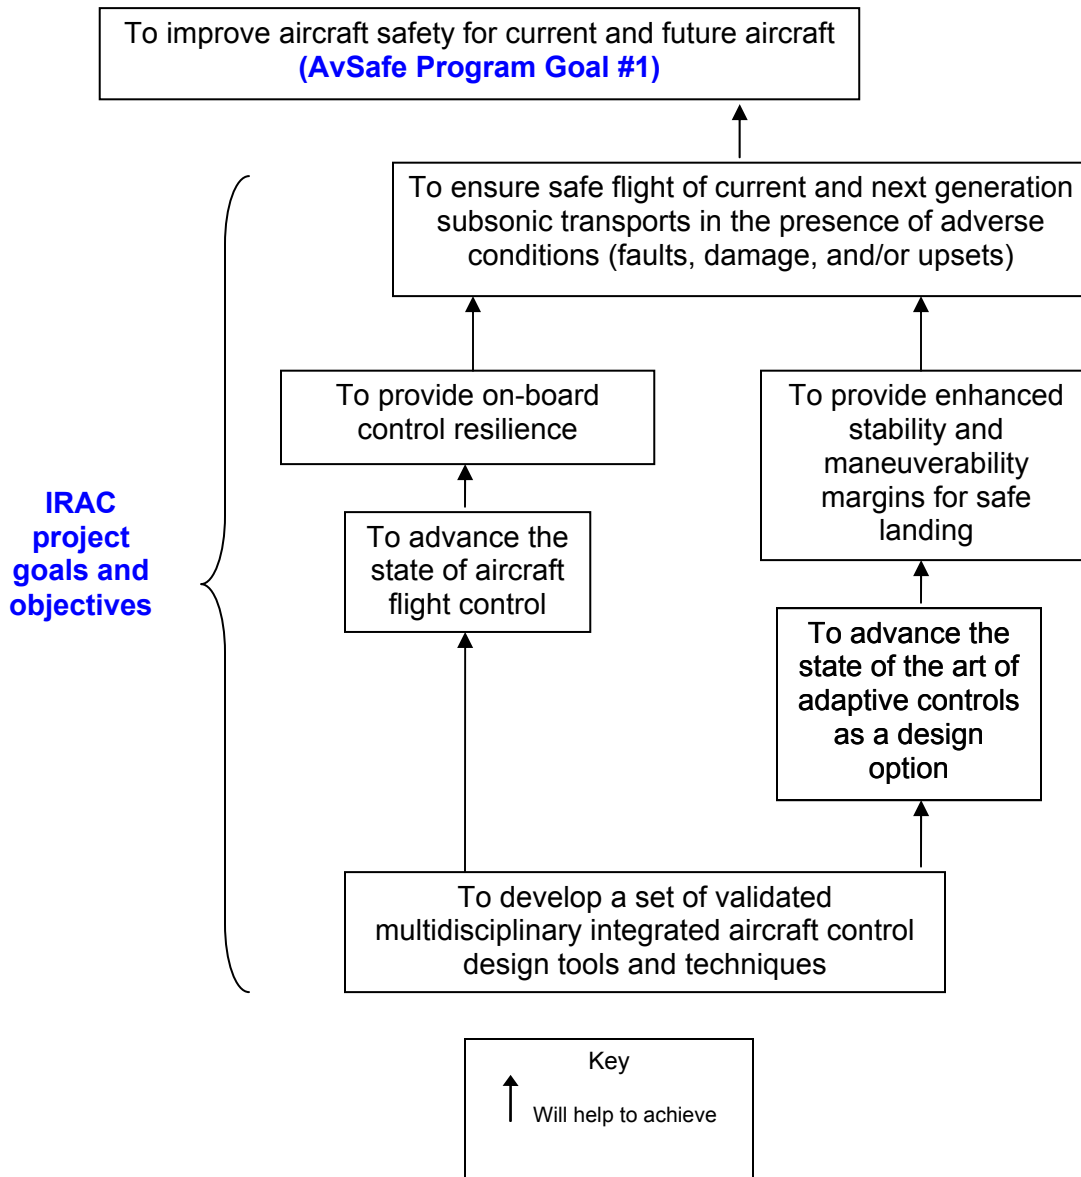 To improve aircraft safety for current and future aircraft
(AvSafe Program Goal #1)
To ensure safe flight of current and next generation
subsonic transports in the presence of adverse
conditions (faults, damage, and/or upsets)
To provide on-board
control resilience
To provide enhanced
stability and
maneuverability
margins for safe
landing
IRAC
project
goals and
objectives
To advance the
state of aircraft
flight control
To advance the
state of the art of
adaptive controls
as a design
option
To develop a set of validated
multidisciplinary integrated aircraft control
design tools and techniques
Key
Will help to achieve